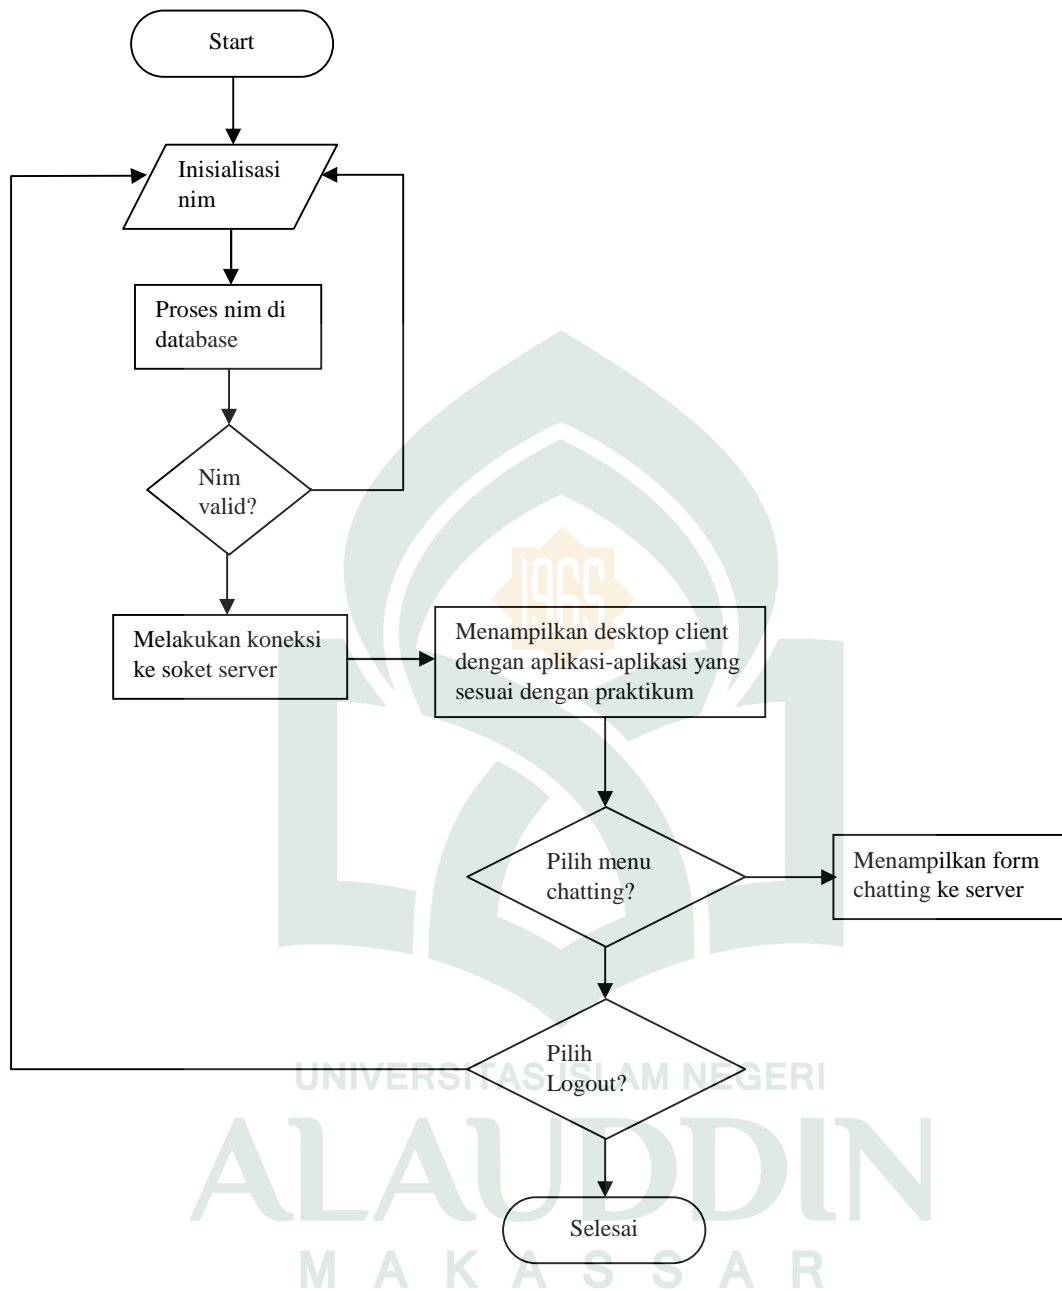 Start
Inisialisasi
nim
Proses nim di
database
Nim
valid?
Melakukan koneksi
ke soket server
Menampilkan desktop client
dengan aplikasi-aplikasi yang
sesuai dengan praktikum
Pilih menu
chatting?
Menampilkan form
chatting ke server
Pilih
Logout?
Selesai
1965
UNIVERSITAS ISLAM NEGERI
ALAUDDIN
MAKASSAR